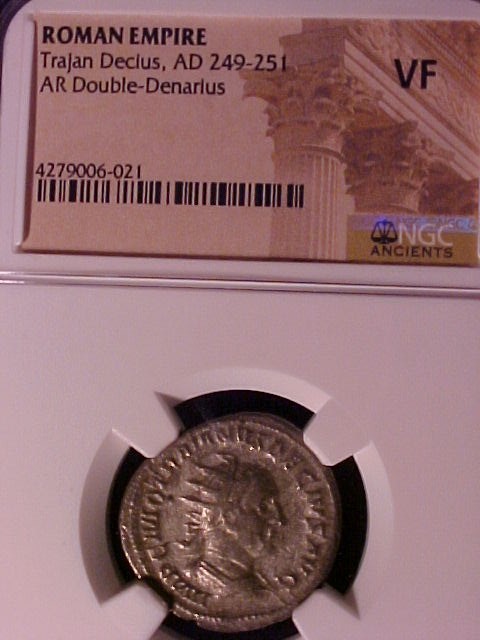 ROMAN EMPIRE
Trajan Decius, AD 249-251
AR Double-Denarius
VF
4279006-021
NGC
ANCIENTS